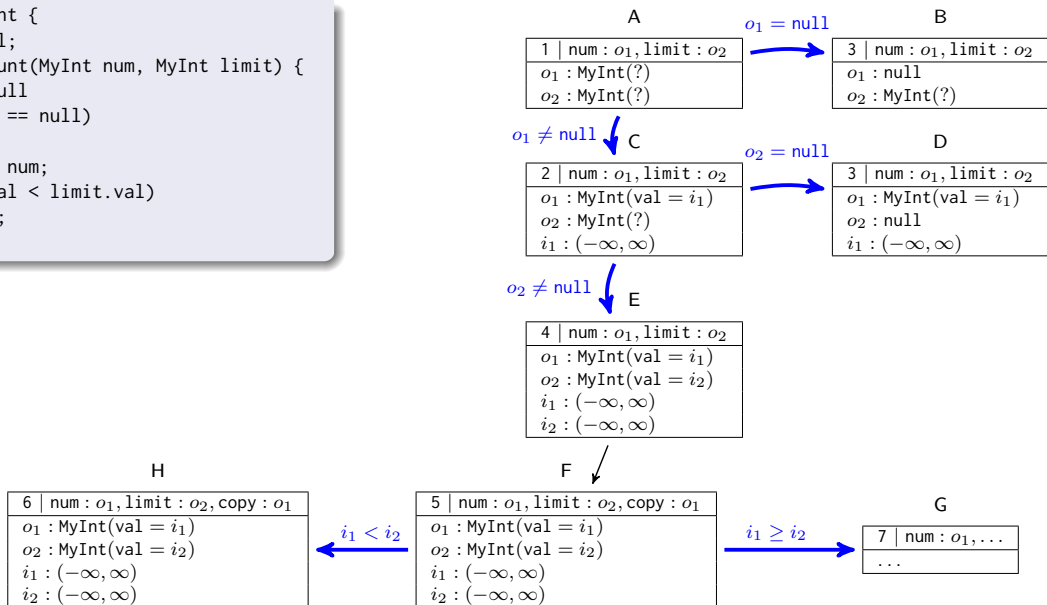 nt {
l;
unt(MyInt num, MyInt limit) {
ull
== null)
num;
al < limit.val)
;
A
1 | num : o₁, limit : o₂
o₁ : MyInt(?)
o₂ : MyInt(?)
o₁ = null
B
3 | num : o₁, limit : o₂
o₁ : null
o₂ : MyInt(?)
o₁ ≠ null
C
2 | num : o₁, limit : o₂
o₁ : MyInt(val = i₁)
o₂ : MyInt(?)
i₁ : (−∞, ∞)
o₂ = null
D
3 | num : o₁, limit : o₂
o₁ : MyInt(val = i₁)
o₂ : null
i₁ : (−∞, ∞)
o₂ ≠ null
E
4 | num : o₁, limit : o₂
o₁ : MyInt(val = i₁)
o₂ : MyInt(val = i₂)
i₁ : (−∞, ∞)
i₂ : (−∞, ∞)
H
6 | num : o₁, limit : o₂, copy : o₁
o₁ : MyInt(val = i₁)
o₂ : MyInt(val = i₂)
i₁ : (−∞, ∞)
i₂ : (−∞, ∞)
i₁ < i₂
F
5 | num : o₁, limit : o₂, copy : o₁
o₁ : MyInt(val = i₁)
o₂ : MyInt(val = i₂)
i₁ : (−∞, ∞)
i₂ : (−∞, ∞)
i₁ ≥ i₂
G
7 | num : o₁, ...
...